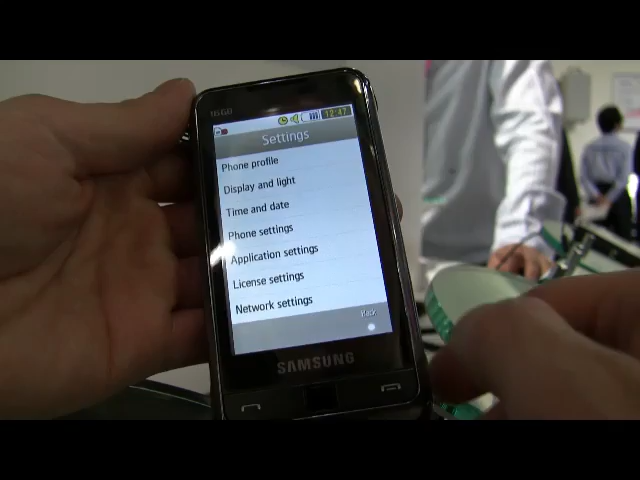 12:47
Settings
Phone profile
Display and light
Time and date
Phone settings
Application settings
License settings
Network settings
Back
SAMSUNG